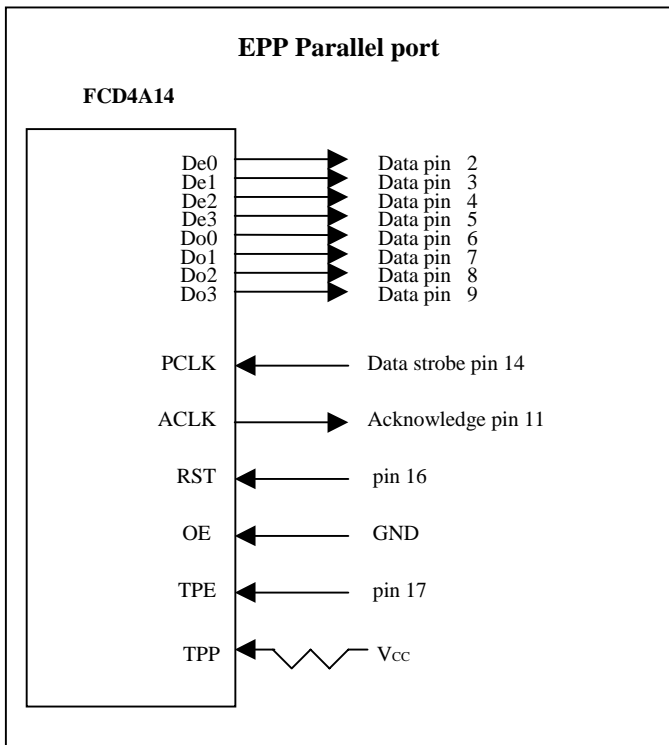 EPP Parallel port
FCD4A14
De0 Data pin 2
De1 Data pin 3
De2 Data pin 4
De3 Data pin 5
Do0 Data pin 6
Do1 Data pin 7
Do2 Data pin 8
Do3 Data pin 9
PCLK Data strobe pin 14
ACLK Acknowledge pin 11
RST pin 16
OE GND
TPE pin 17
TPP VCC